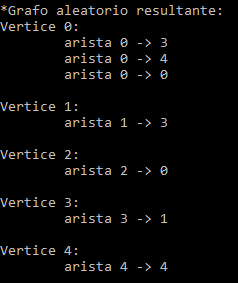 *Grafo aleatorio resultante:
Vertice 0:
arista 0 -> 3
arista 0 -> 4
arista 0 -> 0
Vertice 1:
arista 1 -> 3
Vertice 2:
arista 2 -> 0
Vertice 3:
arista 3 -> 1
Vertice 4:
arista 4 -> 4